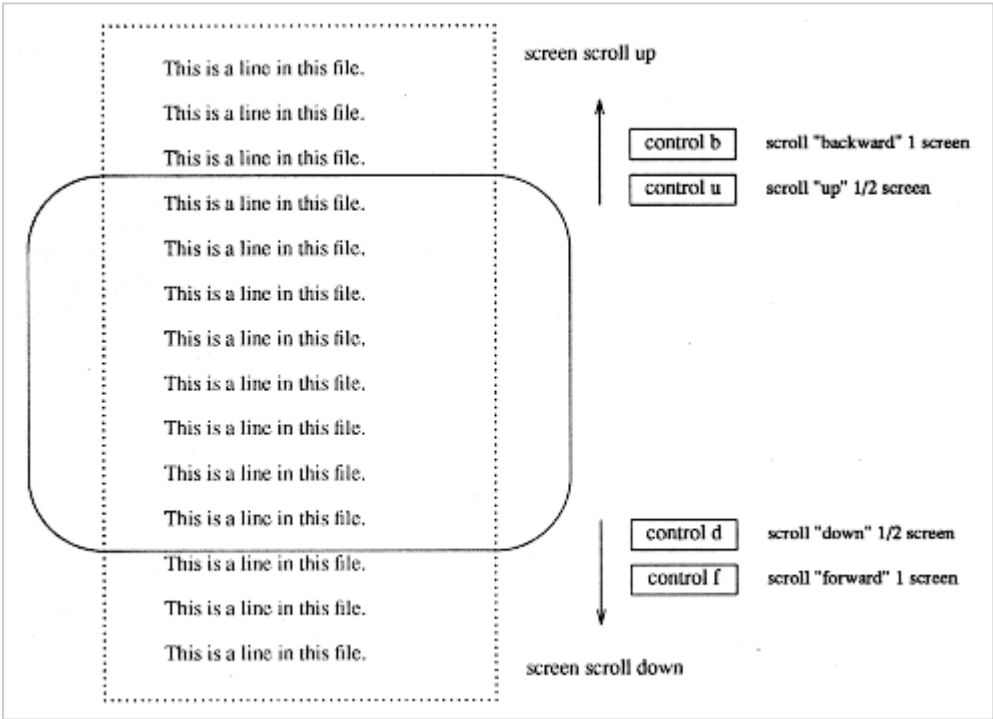 This is a line in this file.
This is a line in this file.
This is a line in this file.
This is a line in this file.
This is a line in this file.
This is a line in this file.
This is a line in this file.
This is a line in this file.
This is a line in this file.
This is a line in this file.
This is a line in this file.
This is a line in this file.
This is a line in this file.
This is a line in this file.
screen scroll up
control b scroll "backward" 1 screen
control u scroll "up" 1/2 screen
control d scroll "down" 1/2 screen
control f scroll "forward" 1 screen
screen scroll down